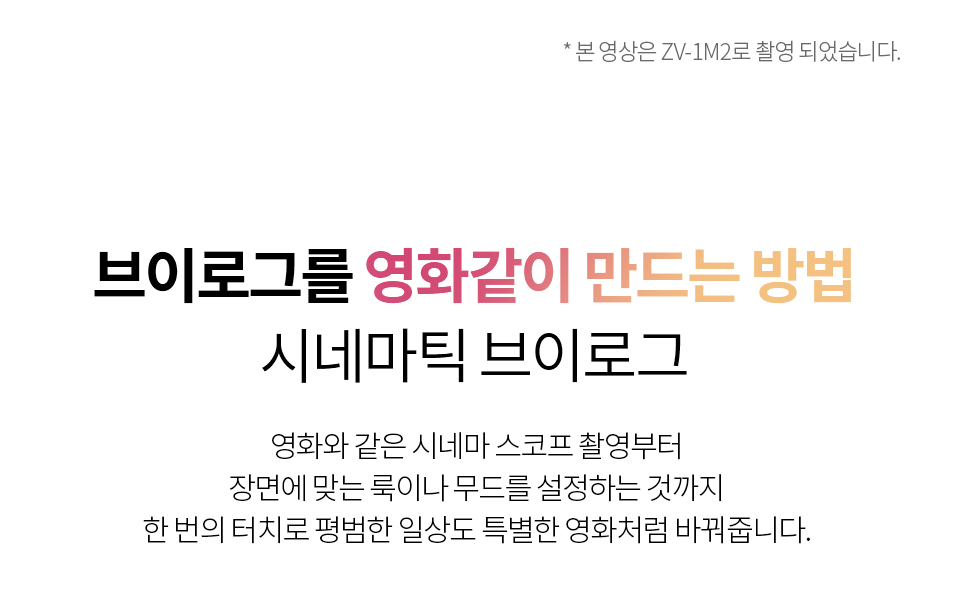 * 본 영상은 ZV-1M2로 촬영 되었습니다.
브이로그를 영화같이 만드는 방법
시네마틱 브이로그
영화와 같은 시네마 스코프 촬영부터
장면에 맞는 룩이나 무드를 설정하는 것까지
한 번의 터치로 평범한 일상도 특별한 영화처럼 바꿔줍니다.